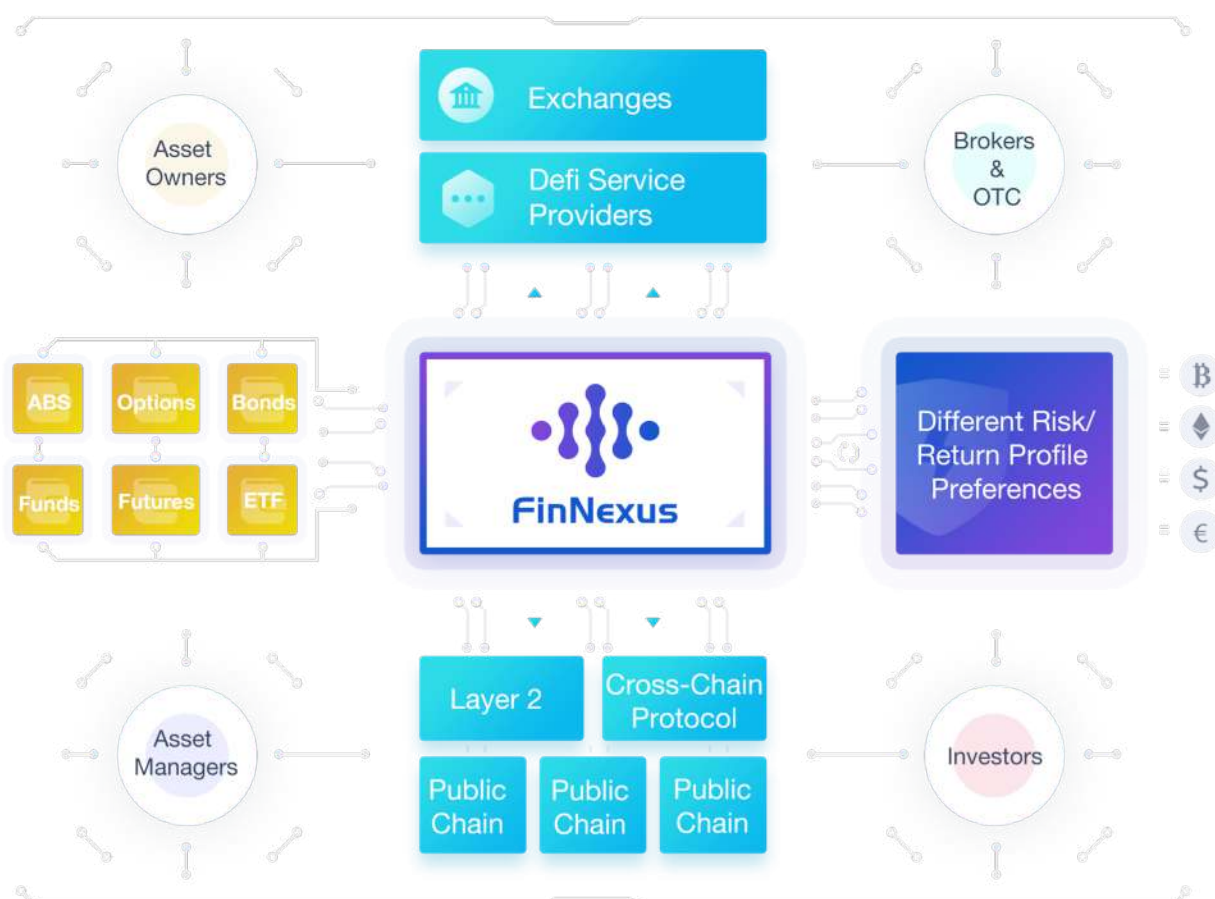 Exchanges
Asset
Owners
Defi Service
Providers
Brokers
&
OTC
ABS
Options
Bonds
Funds
Futures
ETF
FinNexus
Different Risk/
Return Profile
Preferences
₿
$
€
Layer 2
Cross-Chain
Protocol
Asset
Managers
Investors
Public
Chain
Public
Chain
Public
Chain